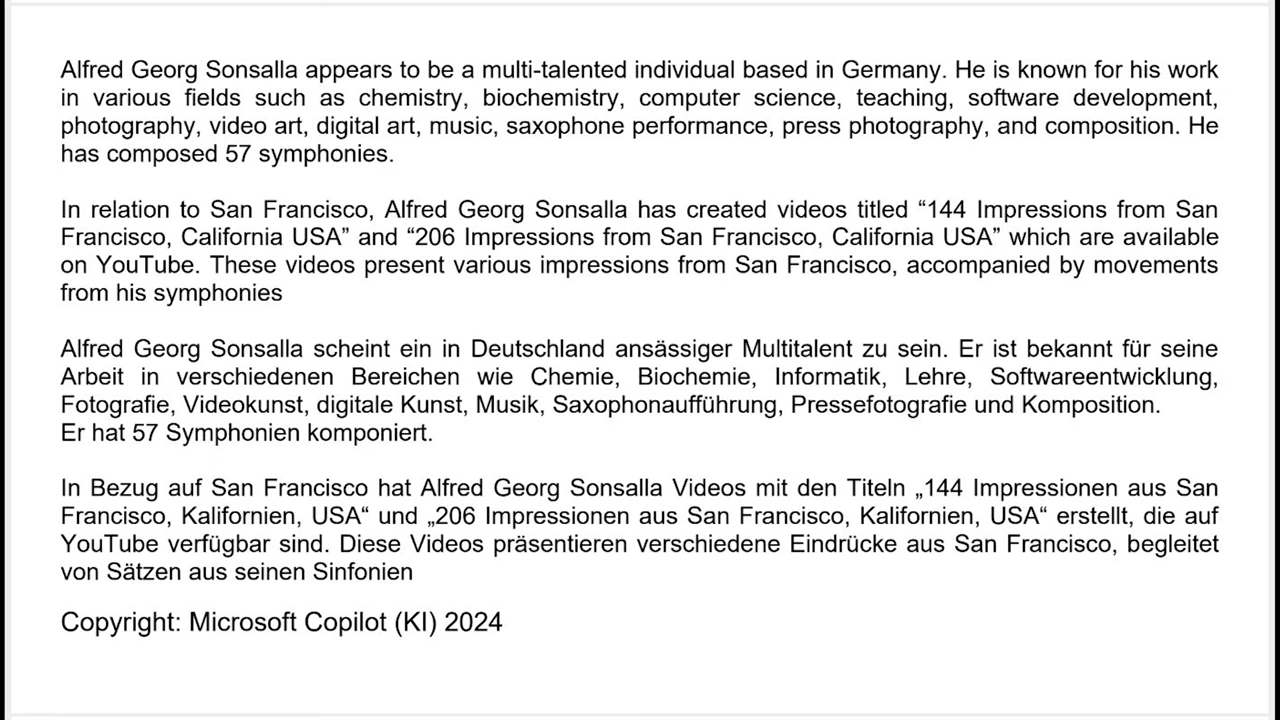 Alfred Georg Sonsalla appears to be a multi-talented individual based in Germany. He is known for his work
in various fields such as chemistry, biochemistry, computer science, teaching, software development,
photography, video art, digital art, music, saxophone performance, press photography, and composition. He
has composed 57 symphonies.
In relation to San Francisco, Alfred Georg Sonsalla has created videos titled “144 Impressions from San
Francisco, California USA” and “206 Impressions from San Francisco, California USA” which are available
on YouTube. These videos present various impressions from San Francisco, accompanied by movements
from his symphonies
Alfred Georg Sonsalla scheint ein in Deutschland ansässiger Multitalent zu sein. Er ist bekannt für seine
Arbeit in verschiedenen Bereichen wie Chemie, Biochemie, Informatik, Lehre, Softwareentwicklung,
Fotografie, Videokunst, digitale Kunst, Musik, Saxophonaufführung, Pressefotografie und Komposition.
Er hat 57 Symphonien komponiert.
In Bezug auf San Francisco hat Alfred Georg Sonsalla Videos mit den Titeln „144 Impressionen aus San
Francisco, Kalifornien, USA“ und „206 Impressionen aus San Francisco, Kalifornien, USA“ erstellt, die auf
YouTube verfügbar sind. Diese Videos präsentieren verschiedene Eindrücke aus San Francisco, begleitet
von Sätzen aus seinen Sinfonien
Copyright: Microsoft Copilot (KI) 2024